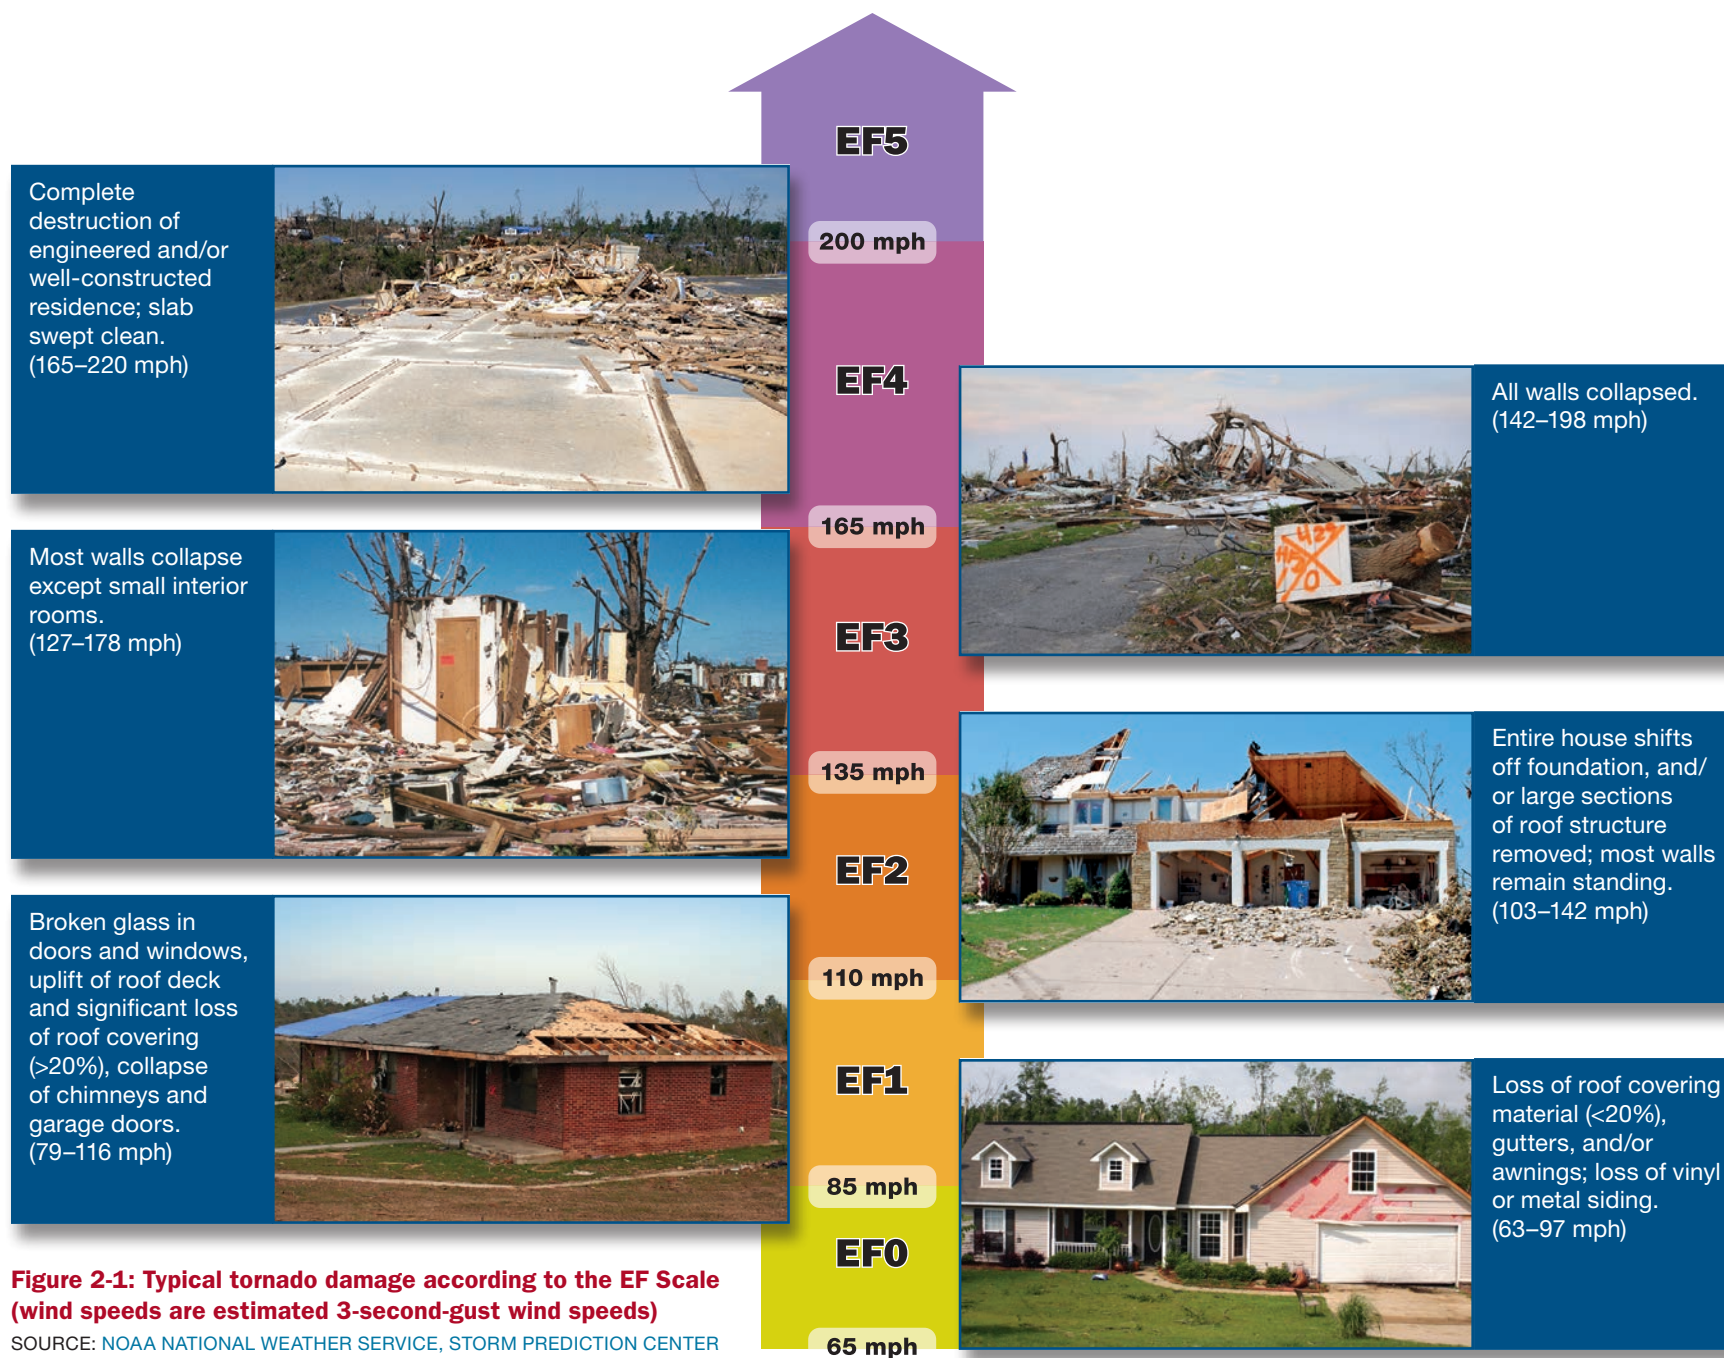 EF5
200 mph
EF4
165 mph
EF3
135 mph
EF2
110 mph
EF1
85 mph
EF0
65 mph
Complete
destruction of
engineered and/or
well-constructed
residence; slab
swept clean.
(165–220 mph)
All walls collapsed.
(142–198 mph)
429
170
Most walls collapse
except small interior
rooms.
(127–178 mph)
Entire house shifts
off foundation, and/
or large sections
of roof structure
removed; most walls
remain standing.
(103–142 mph)
Broken glass in
doors and windows,
uplift of roof deck
and significant loss
of roof covering
(>20%), collapse
of chimneys and
garage doors.
(79–116 mph)
Loss of roof covering
material (<20%),
gutters, and/or
awnings; loss of vinyl
or metal siding.
(63–97 mph)
Figure 2-1: Typical tornado damage according to the EF Scale
(wind speeds are estimated 3-second-gust wind speeds)
SOURCE: NOAA NATIONAL WEATHER SERVICE, STORM PREDICTION CENTER